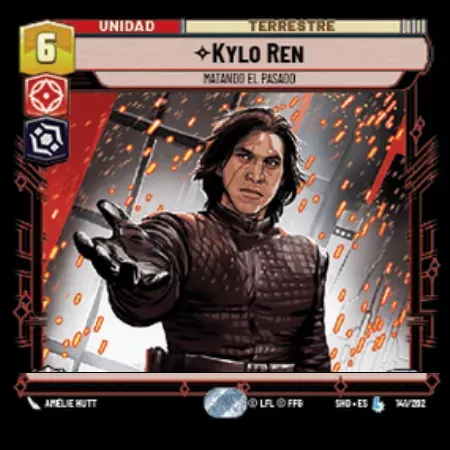 UNIDAD
TERRESTRE
6
KYLO REN
MATANDO EL PASADO
AMÉLIE HUTT
© LFL © FFG
SHD • ES
141/262